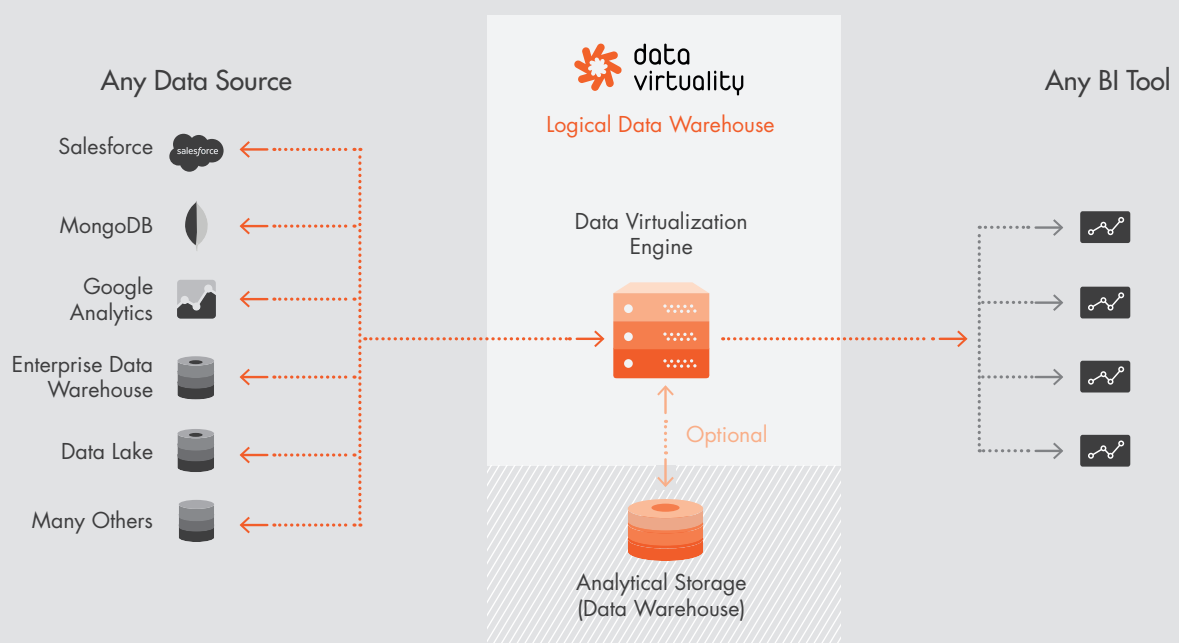 data
virtuality
Any Data Source
Any BI Tool
Logical Data Warehouse
Salesforce
salesforce
MongoDB
Google
Analytics
Enterprise Data
Warehouse
Data Lake
Many Others
Data Virtualization
Engine
Optional
Analytical Storage
(Data Warehouse)